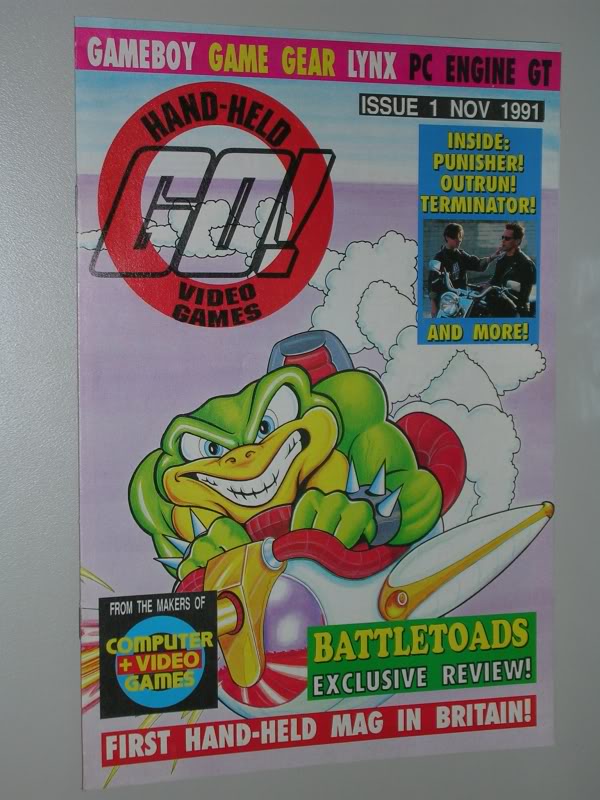 GAMEBOY GAME GEAR LYNX PC ENGINE GT
ISSUE 1 NOV 1991
HAND-HELD
GO!
VIDEO
GAMES
INSIDE:
PUNISHER!
OUTRUN!
TERMINATOR!
AND MORE!
FROM THE MAKERS OF
COMPUTER
+ VIDEO
GAMES
BATTLETOADS
EXCLUSIVE REVIEW!
FIRST HAND-HELD MAG IN BRITAIN!